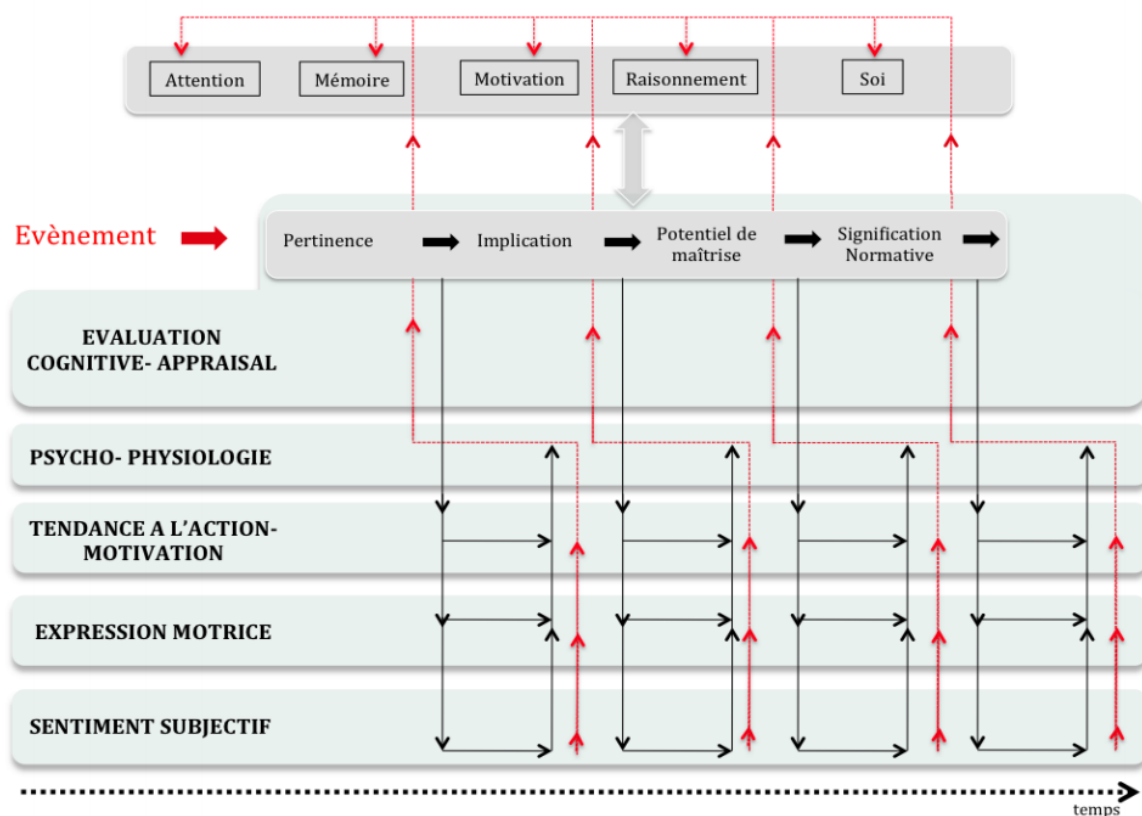 Attention Mémoire Motivation Raisonnement Soi
Evènement
Pertinence Implication Potentiel de maîtrise Signification Normative
EVALUATION
COGNITIVE- APPRAISAL
PSYCHO- PHYSIOLOGIE
TENDANCE A L'ACTION-
MOTIVATION
EXPRESSION MOTRICE
SENTIMENT SUBJECTIF
temps